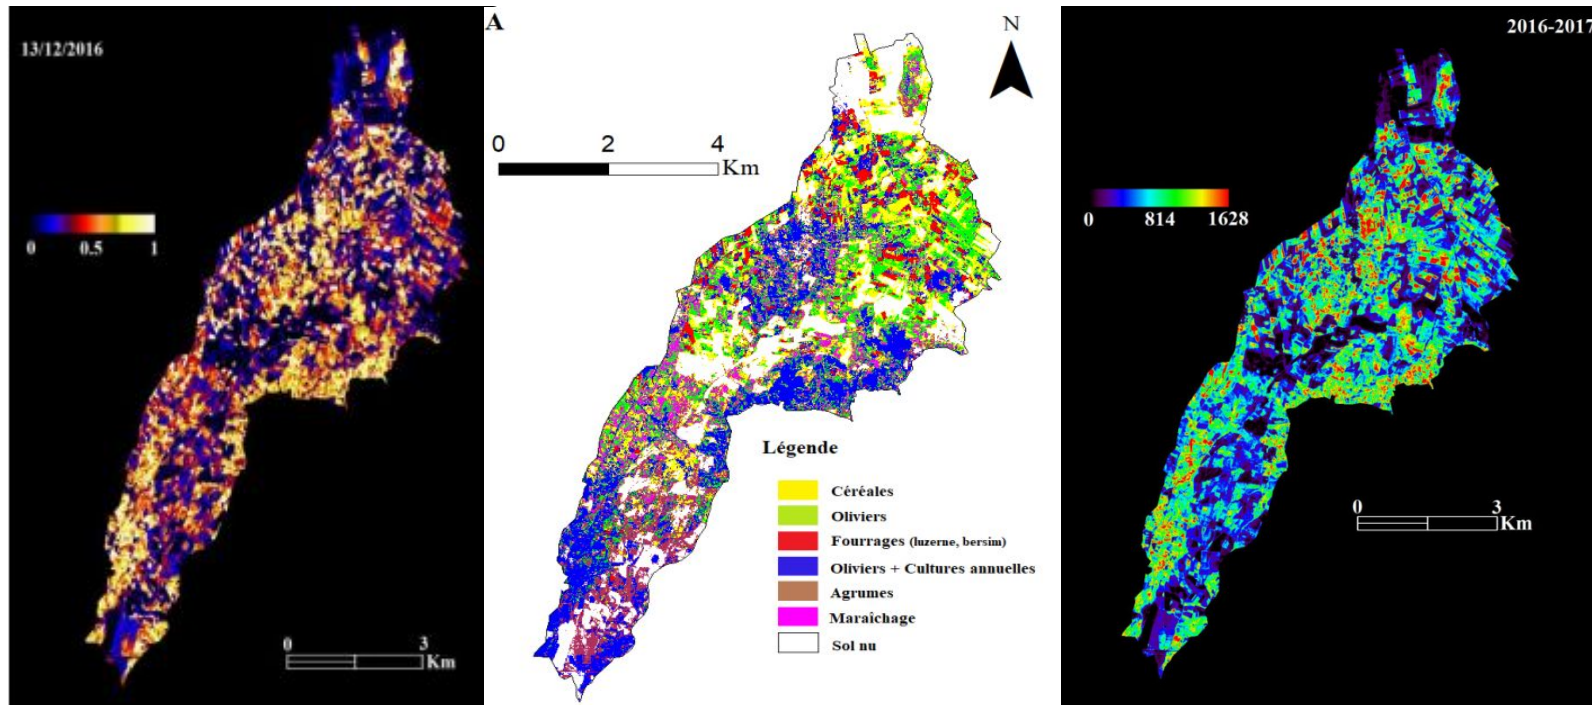 13/12/2016
0 0.5 1
0 3
Km
A
N
0 2 4
Km
Légende
Céréales
Oliviers
Fourrages (luzerne, bersim)
Oliviers + Cultures annuelles
Agrumes
Maraîchage
Sol nu
2016-2017
0 814 1628
0 3
Km